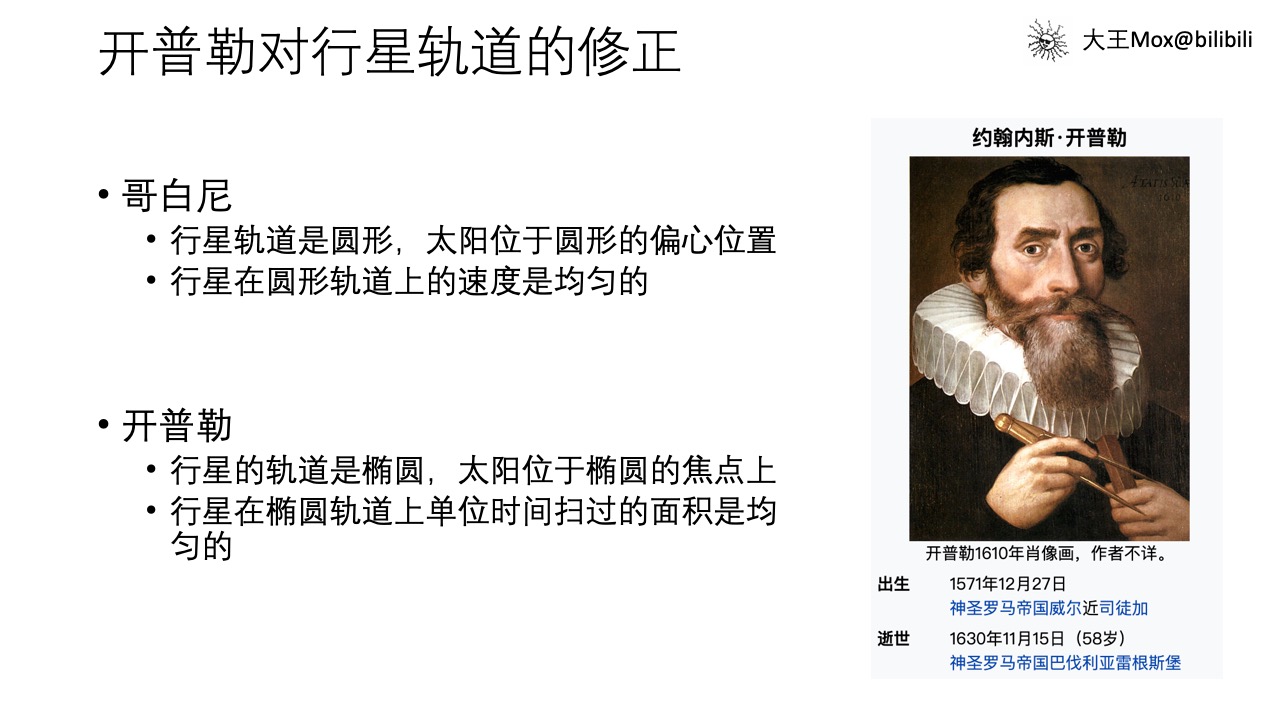 开普勒对行星轨道的修正
大王Mox@bilibili
• 哥白尼
• 行星轨道是圆形，太阳位于圆形的偏心位置
• 行星在圆形轨道上的速度是均匀的
• 开普勒
• 行星的轨道是椭圆，太阳位于椭圆的焦点上
• 行星在椭圆轨道上单位时间扫过的面积是均
匀的
约翰内斯·开普勒
1610
开普勒1610年肖像画，作者不详。
出生 1571年12月27日
神圣罗马帝国威尔近司徒加
逝世 1630年11月15日（58岁）
神圣罗马帝国巴伐利亚雷根斯堡